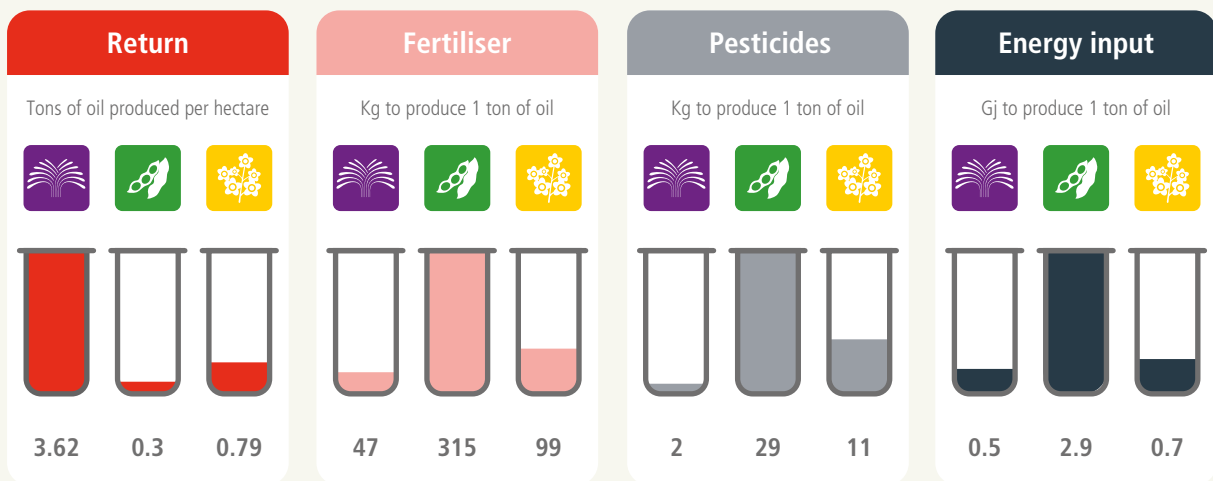 Return
Fertiliser
Pesticides
Energy input
Tons of oil produced per hectare
Kg to produce 1 ton of oil
Kg to produce 1 ton of oil
Gj to produce 1 ton of oil
3.62 0.3 0.79
47 315 99
2 29 11
0.5 2.9 0.7